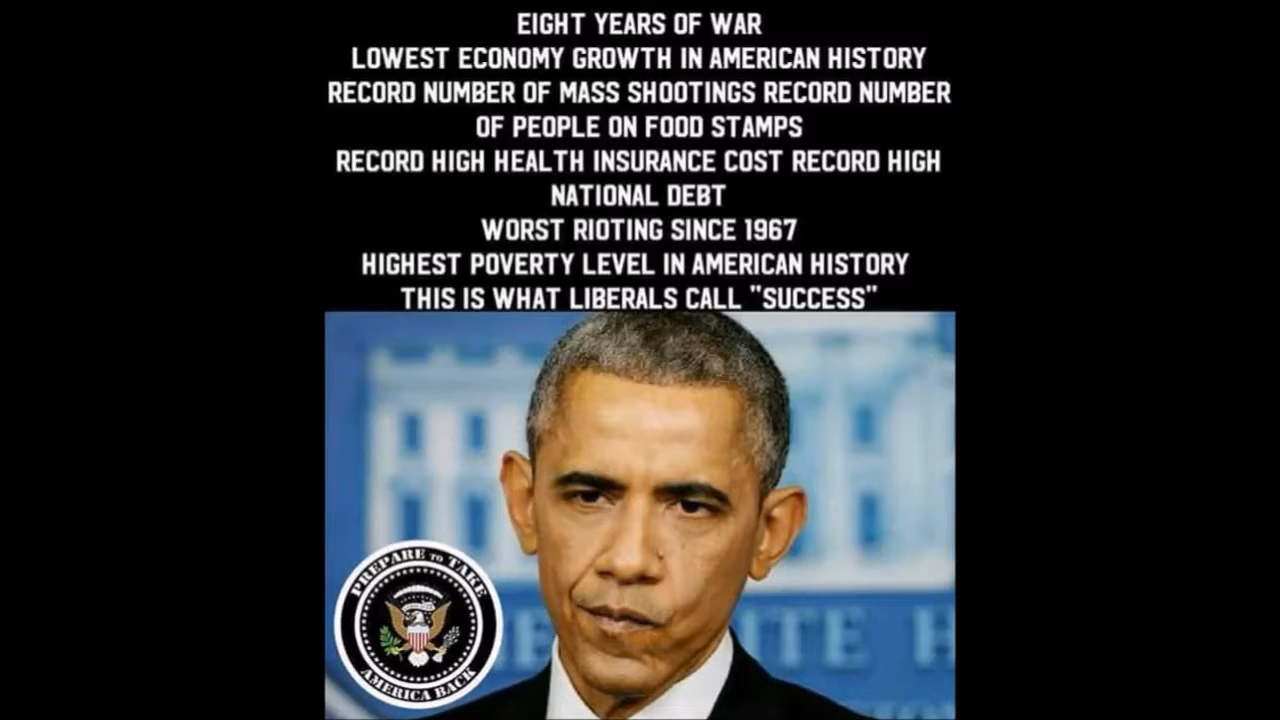 EIGHT YEARS OF WAR
LOWEST ECONOMY GROWTH IN AMERICAN HISTORY
RECORD NUMBER OF MASS SHOOTINGS RECORD NUMBER
OF PEOPLE ON FOOD STAMPS
RECORD HIGH HEALTH INSURANCE COST RECORD HIGH
NATIONAL DEBT
WORST RIOTING SINCE 1967
HIGHEST POVERTY LEVEL IN AMERICAN HISTORY
THIS IS WHAT LIBERALS CALL "SUCCESS"
PREPARE TO TAKE
AMERICA BACK